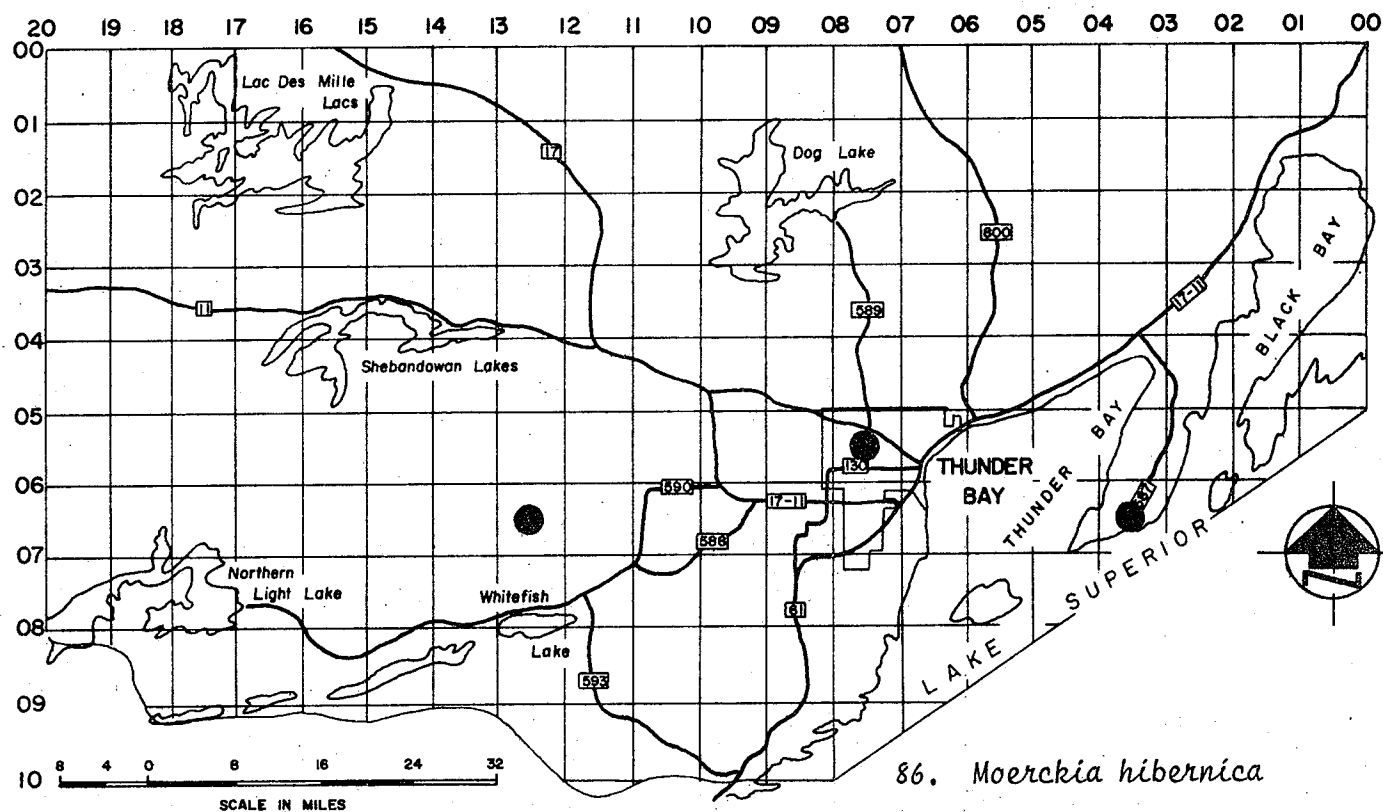 20 19 18 17 16 15 14 13 12 11 10 09 08 07 06 05 04 03 02 01 00
00
Lac Des Mille
Lacs
01
17
Dog Lake
02
800
BLACK BAY
03
17-11
11
589
04
Shebandowan Lakes
05
THUNDER BAY
130
THUNDER
BAY
06
590
17-11
587
588
07
Northern
Light Lake
Whitefish
Lake
61
08
LAKE SUPERIOR
593
09
10
8 4 0 8 16 24 32
SCALE IN MILES
N
86. Moerckia hibernica